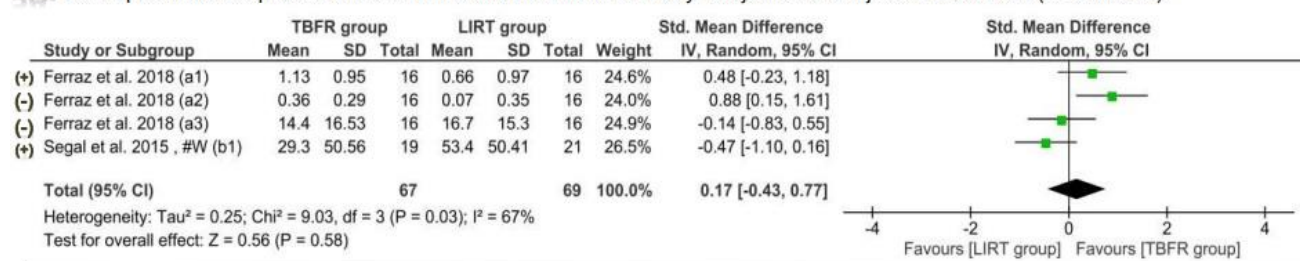 TBFR group LIRT group Std. Mean Difference Std. Mean Difference
Study or Subgroup Mean SD Total Mean SD Total Weight IV, Random, 95% CI IV, Random, 95% CI
(+) Ferraz et al. 2018 (a1) 1.13 0.95 16 0.66 0.97 16 24.6% 0.48 [-0.23, 1.18]
(-) Ferraz et al. 2018 (a2) 0.36 0.29 16 0.07 0.35 16 24.0% 0.88 [0.15, 1.61]
(-) Ferraz et al. 2018 (a3) 14.4 16.53 16 16.7 15.3 16 24.9% -0.14 [-0.83, 0.55]
(+) Segal et al. 2015 , #W (b1) 29.3 50.56 19 53.4 50.41 21 26.5% -0.47 [-1.10, 0.16]
Total (95% CI) 67 69 100.0% 0.17 [-0.43, 0.77]
Heterogeneity: Tau² = 0.25; Chi² = 9.03, df = 3 (P = 0.03); I² = 67%
Test for overall effect: Z = 0.56 (P = 0.58)
-4 -2 0 2 4
Favours [LIRT group] Favours [TBFR group]